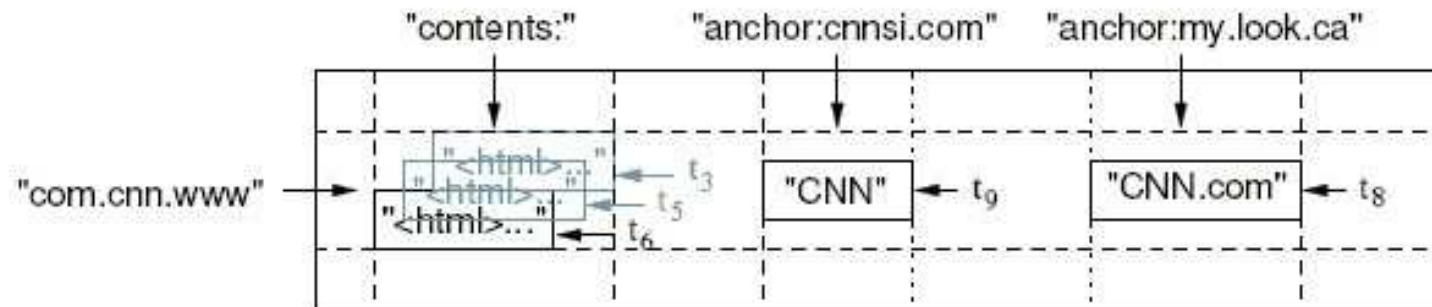 "contents:" "anchor:cnnsi.com" "anchor:my.look.ca"
"<html>..." t3
"com.cnn.www" "<html>..." t5 "CNN" t9 "CNN.com" t8
"<html>..." t6